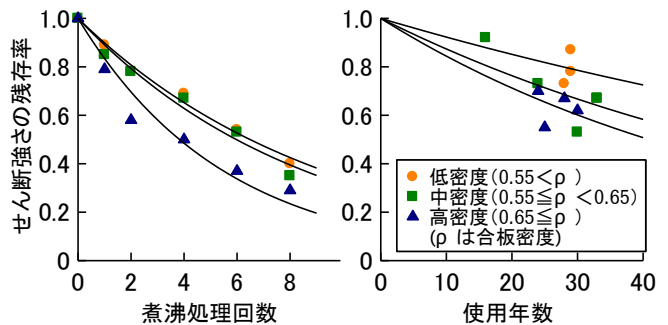 せん断強さの残存率
1.0
0.8
0.6
0.4
0.2
0
0 2 4 6 8
煮沸処理回数
1.0
0.8
0.6
0.4
0.2
0
0 10 20 30 40
使用年数
低密度(0.55<ρ )
中密度(0.55≦ρ <0.65)
高密度(0.65≦ρ )
(ρ は合板密度)